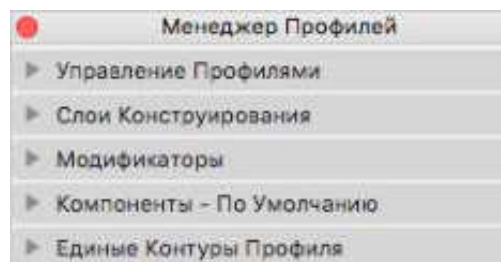 Менеджер Профилей
Управление Профилями
Слои Конструирования
Модификаторы
Компоненты - По Умолчанию
Единые Контуры Профиля